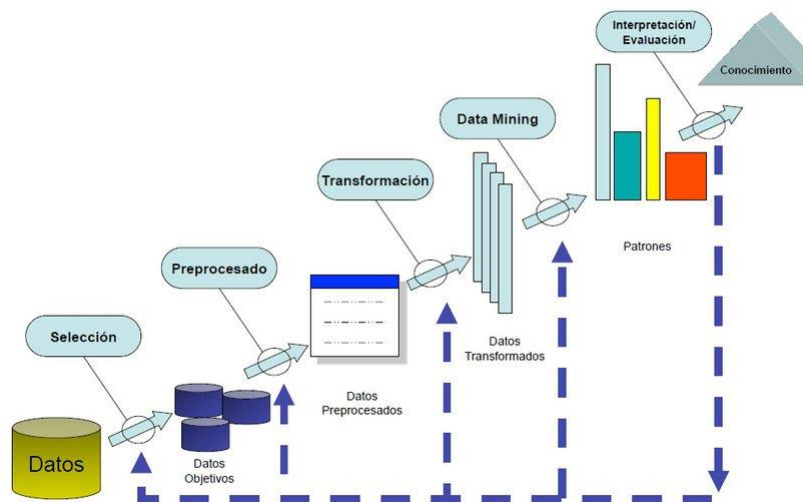 Interpretación/
Evaluación
Conocimiento
Data Mining
Transformación
Patrones
Preprocesado
Selección
Datos
Transformados
Datos
Preprocesados
Datos
Datos
Objetivos